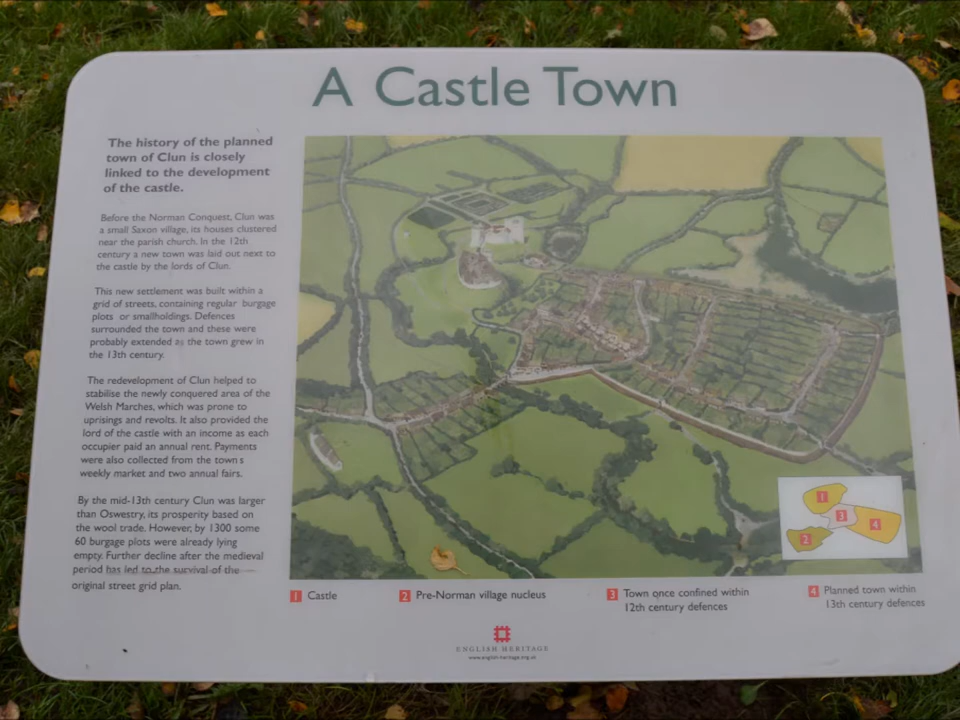 A Castle Town
The history of the planned
town of Clun is closely
linked to the development
of the castle.
Before the Norman Conquest, Clun was
a small Saxon village, its houses clustered
near the parish church. In the 12th
century a new town was laid out next to
the castle by the lords of Clun.
This new settlement was built within a
grid of streets, containing regular burgage
plots or smallholdings. Defences
surrounded the town and these were
probably extended as the town grew in
the 13th century.
The redevelopment of Clun helped to
stabilise the newly conquered area of the
Welsh Marches, which was prone to
uprisings and revolts. It also provided the
lord of the castle with an income as each
occupier paid an annual rent. Payments
were also collected from the town's
weekly market and two annual fairs.
By the mid-13th century Clun was larger
than Oswestry, its prosperity based on
the wool trade. However, by 1300 some
60 burgage plots were already lying
empty. Further decline after the medieval
period has led to the survival of the
original street grid plan.
1
3
4
2
1 Castle
2 Pre-Norman village nucleus
3 Town once confined within
12th century defences
4 Planned town within
13th century defences
ENGLISH HERITAGE
www.english-heritage.org.uk